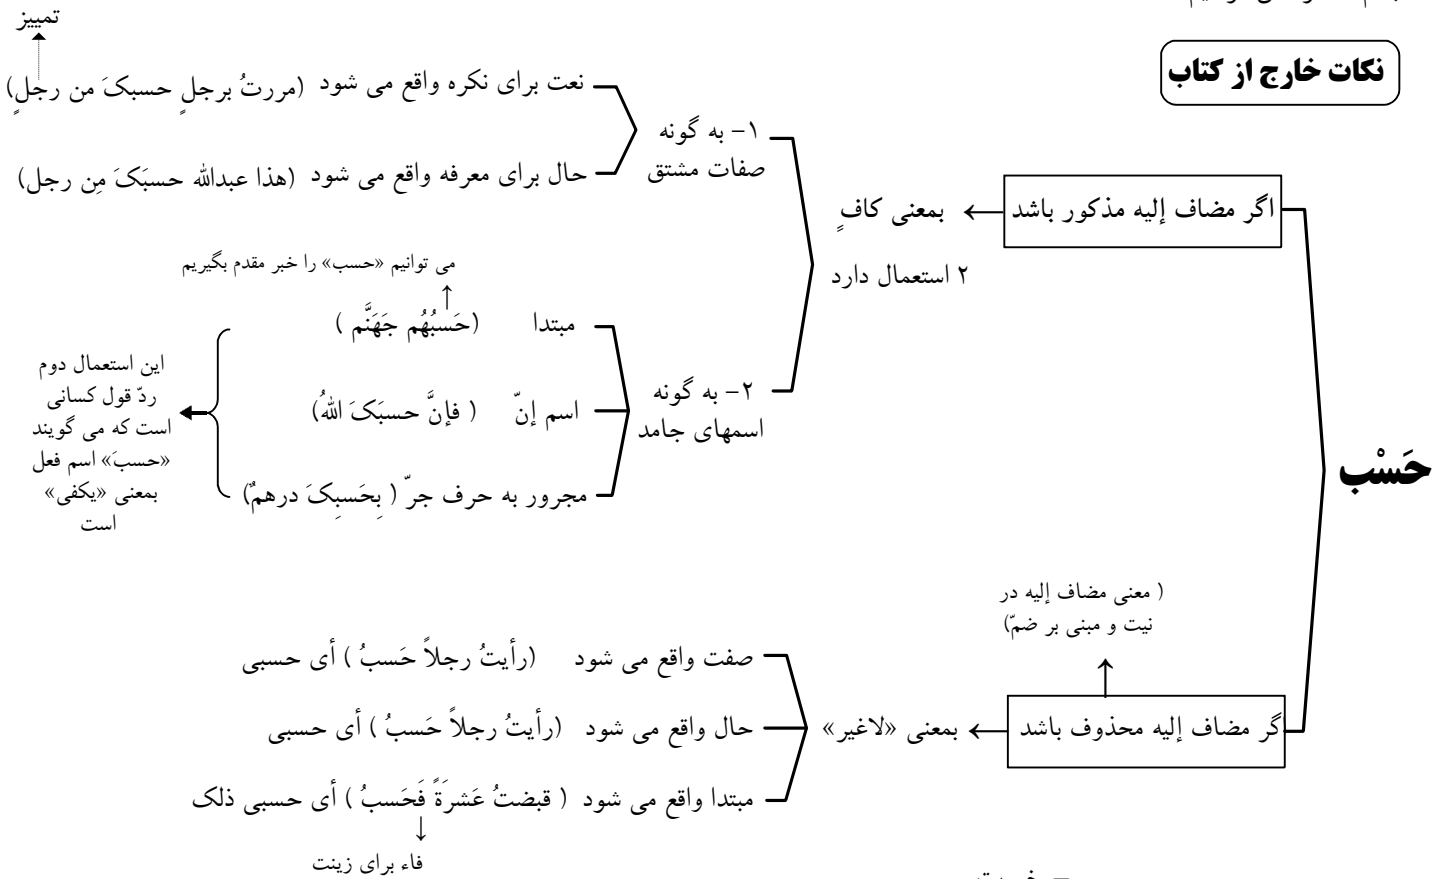 نکات خارج از کتاب
تمییز
حَسْب
اگر مضاف إلیه مذکور باشد ← بمعنی کافٍ
۲ استعمال دارد
۱- به گونه
صفات مشتق
نعت برای نکره واقع می شود (مررتُ برجلٍ حسبکَ من رجلٍ)
حال برای معرفه واقع می شود (هذا عبدالله حسبَکَ مِن رجل)
۲- به گونه
اسمهای جامد
می توانیم «حسب» را خبر مقدم بگیریم
مبتدا (حَسبُهُم جَهَنَّم )
اسم إنّ ( فإنَّ حسبَکَ اللهُ)
مجرور به حرف جرّ ( بِحَسبِکَ درهمٌ)
این استعمال دوم
ردّ قول کسانی
است که می گویند
«حسبَ» اسم فعل
بمعنی «یکفی»
است
( معنی مضاف إلیه در
نیت و مبنی بر ضمّ)
گر مضاف إلیه محذوف باشد ← بمعنی «لاغیر»
صفت واقع می شود (رأیتُ رجلاً حَسبُ ) أی حسبی
حال واقع می شود (رأیتُ رجلاً حَسبُ ) أی حسبی
مبتدا واقع می شود ( قبضتُ عَشرَةً فَحَسبُ ) أی حسبی ذلک
فاء برای زینت